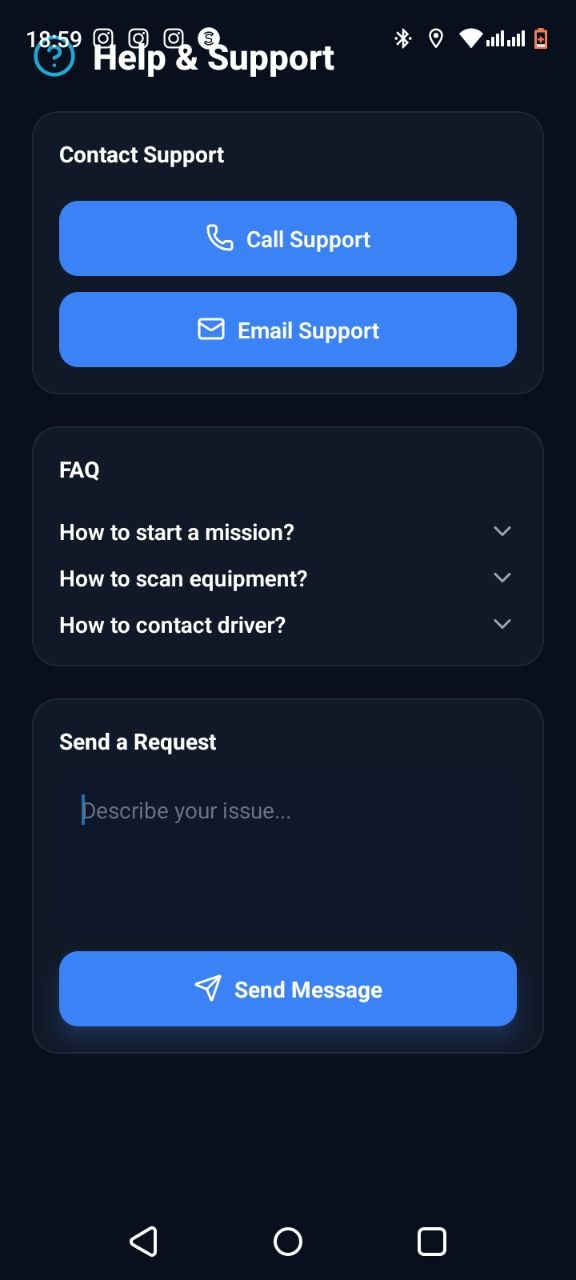 18:59
Help & Support
Contact Support
Call Support
Email Support
FAQ
How to start a mission?
How to scan equipment?
How to contact driver?
Send a Request
Describe your issue...
Send Message